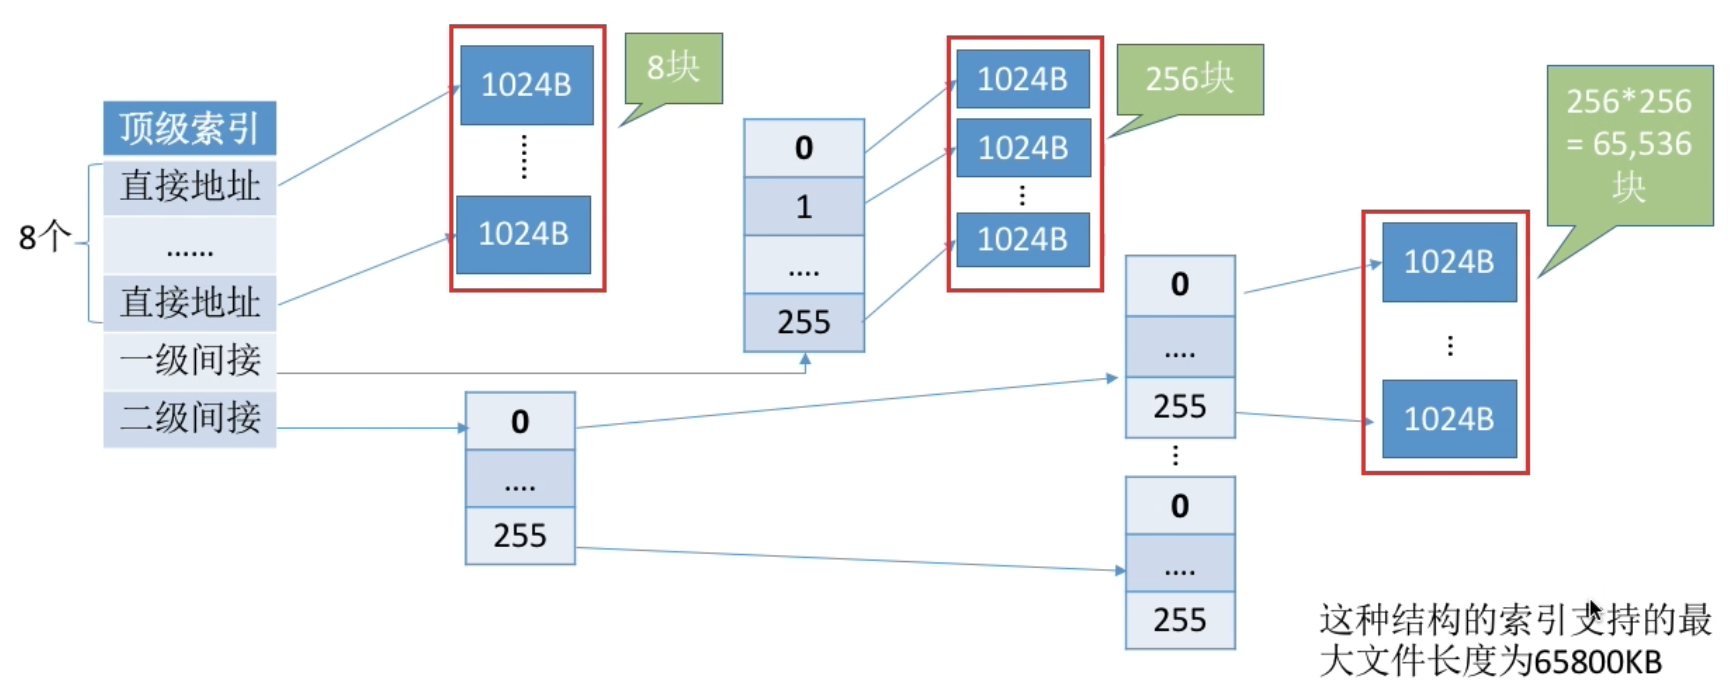 顶级索引
8个
直接地址
......
直接地址
一级间接
二级间接
1024B
1024B
8块
0
1
....
255
1024B
1024B
1024B
256块
0
....
255
0
....
255
0
....
255
1024B
1024B
256*256
= 65,536
块
这种结构的索引支持的最
大文件长度为65800KB